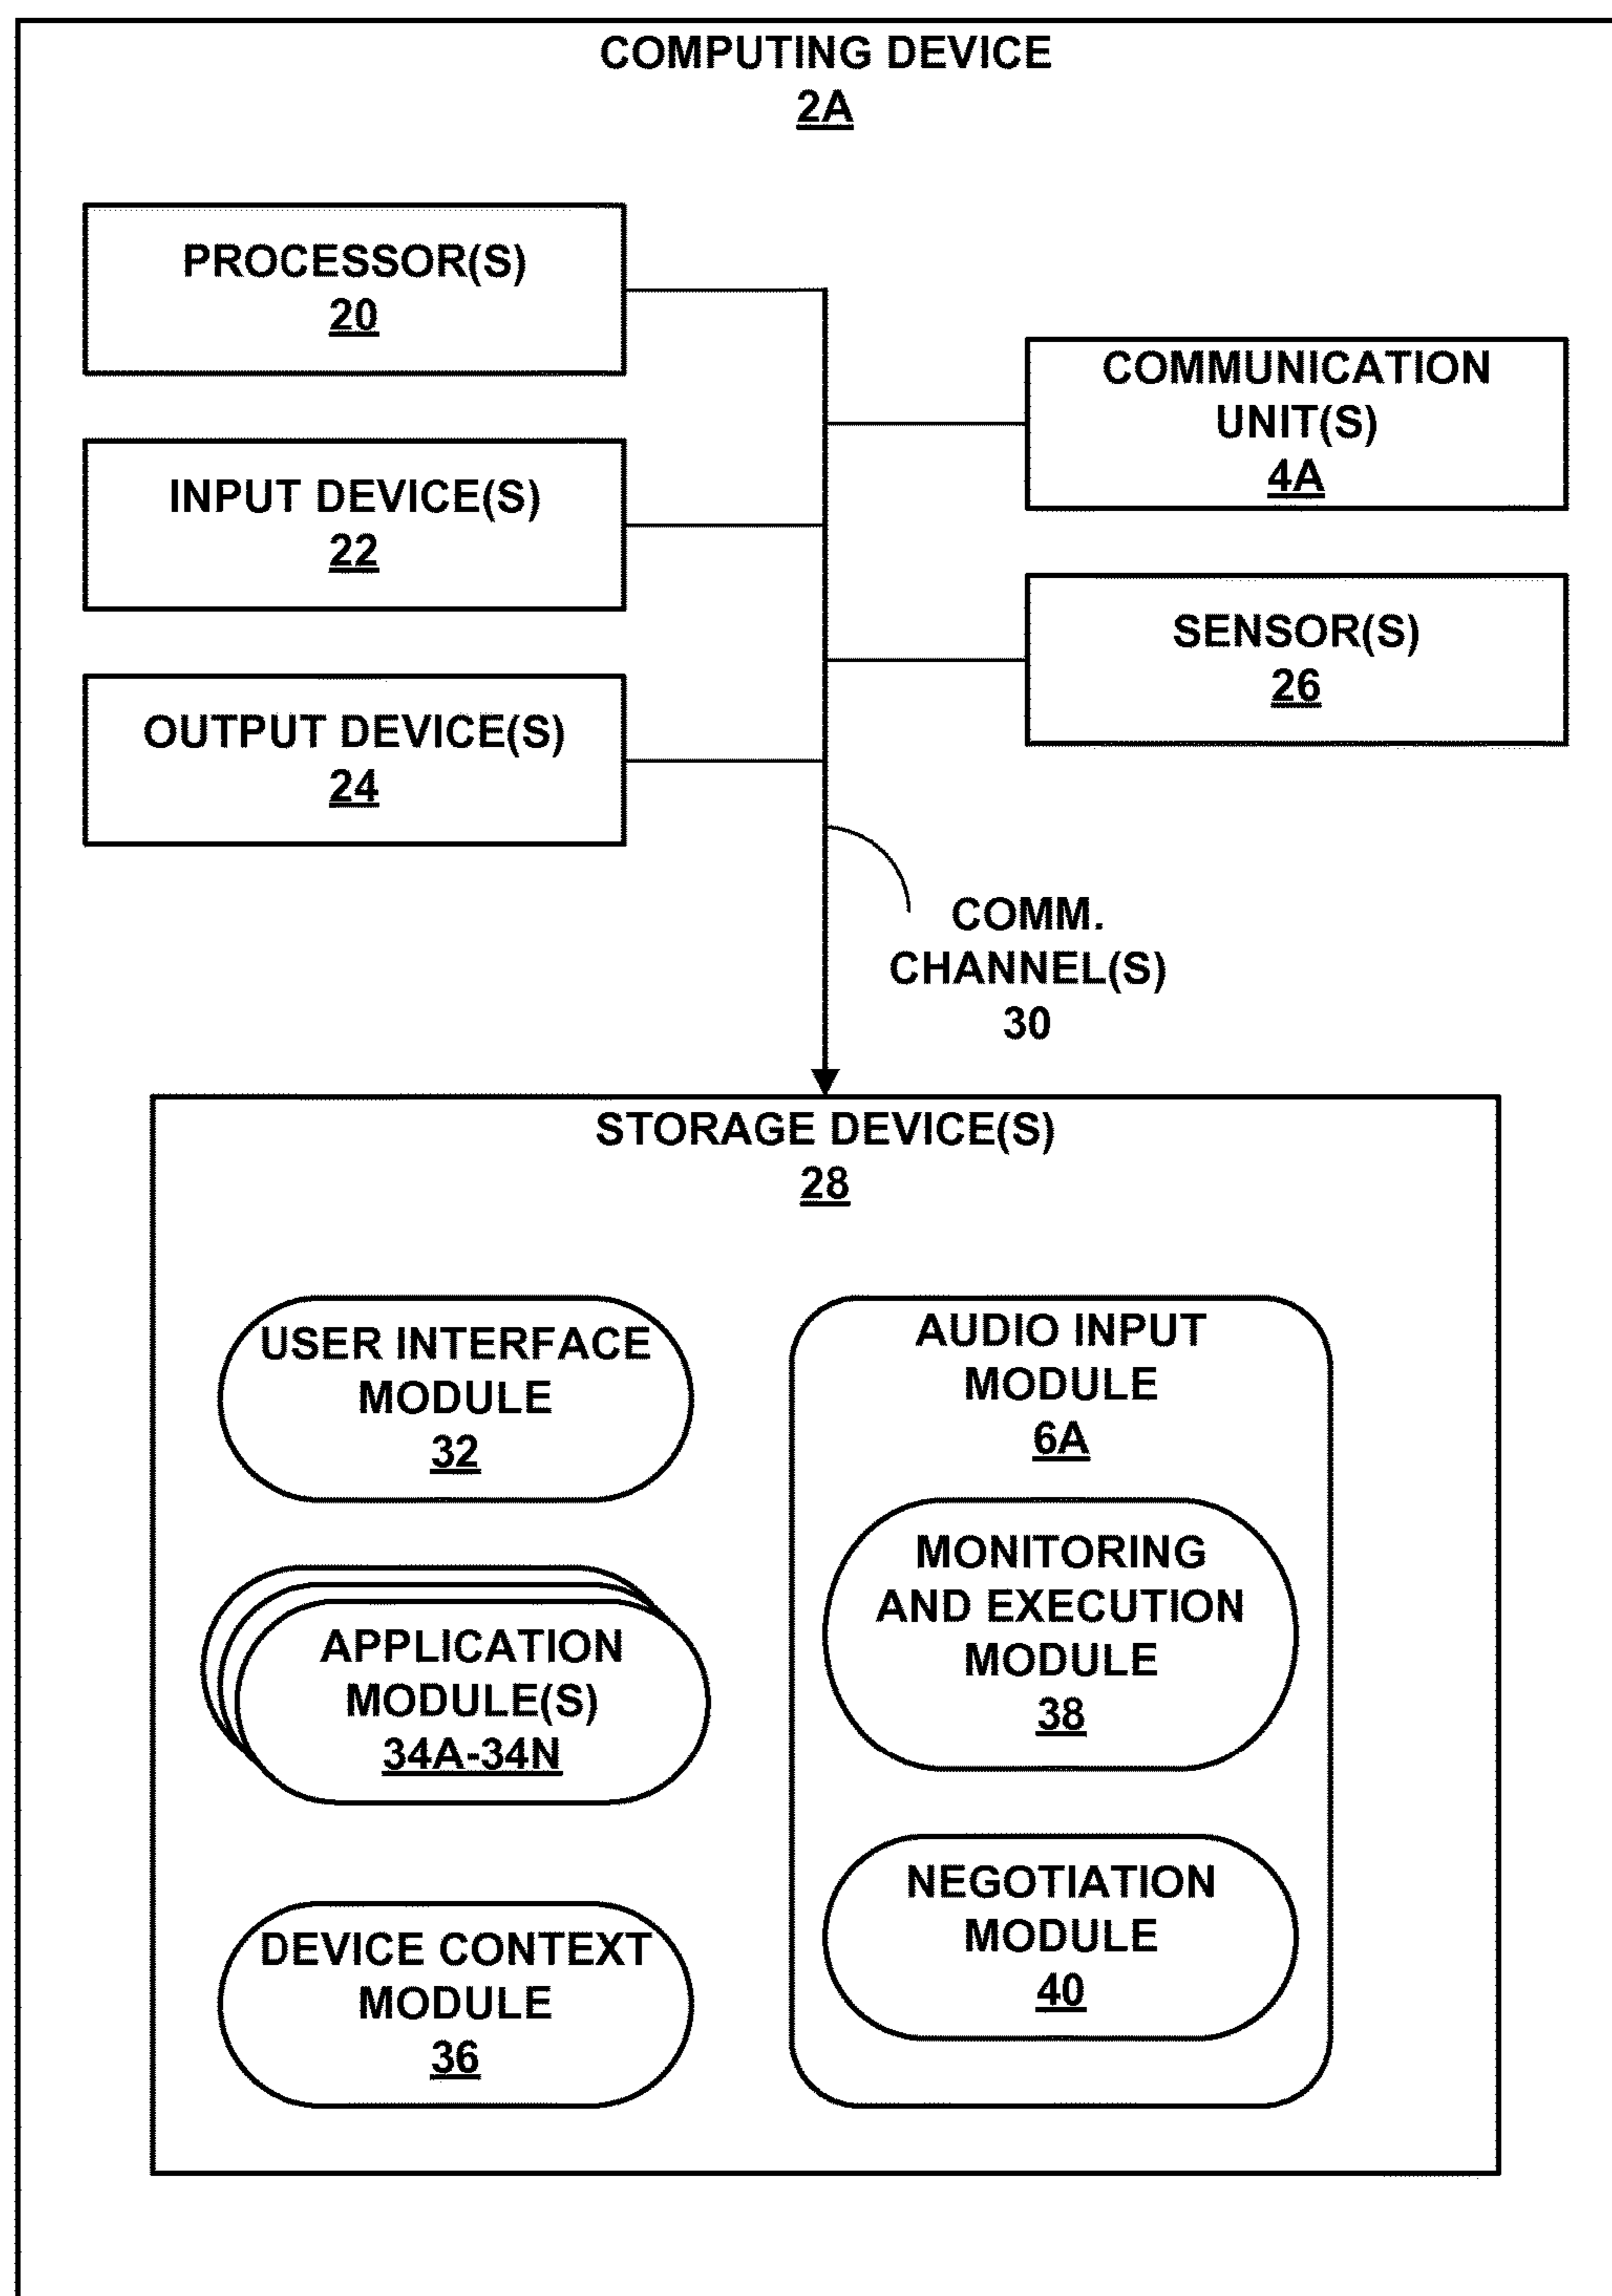 COMPUTING DEVICE
2A
PROCESSOR(S)
20
INPUT DEVICE(S)
22
OUTPUT DEVICE(S)
24
COMMUNICATION
UNIT(S)
4A
SENSOR(S)
26
COMM.
CHANNEL(S)
30
STORAGE DEVICE(S)
28
USER INTERFACE
MODULE
32
APPLICATION
MODULE(S)
34A-34N
DEVICE CONTEXT
MODULE
36
AUDIO INPUT
MODULE
6A
MONITORING
AND EXECUTION
MODULE
38
NEGOTIATION
MODULE
40